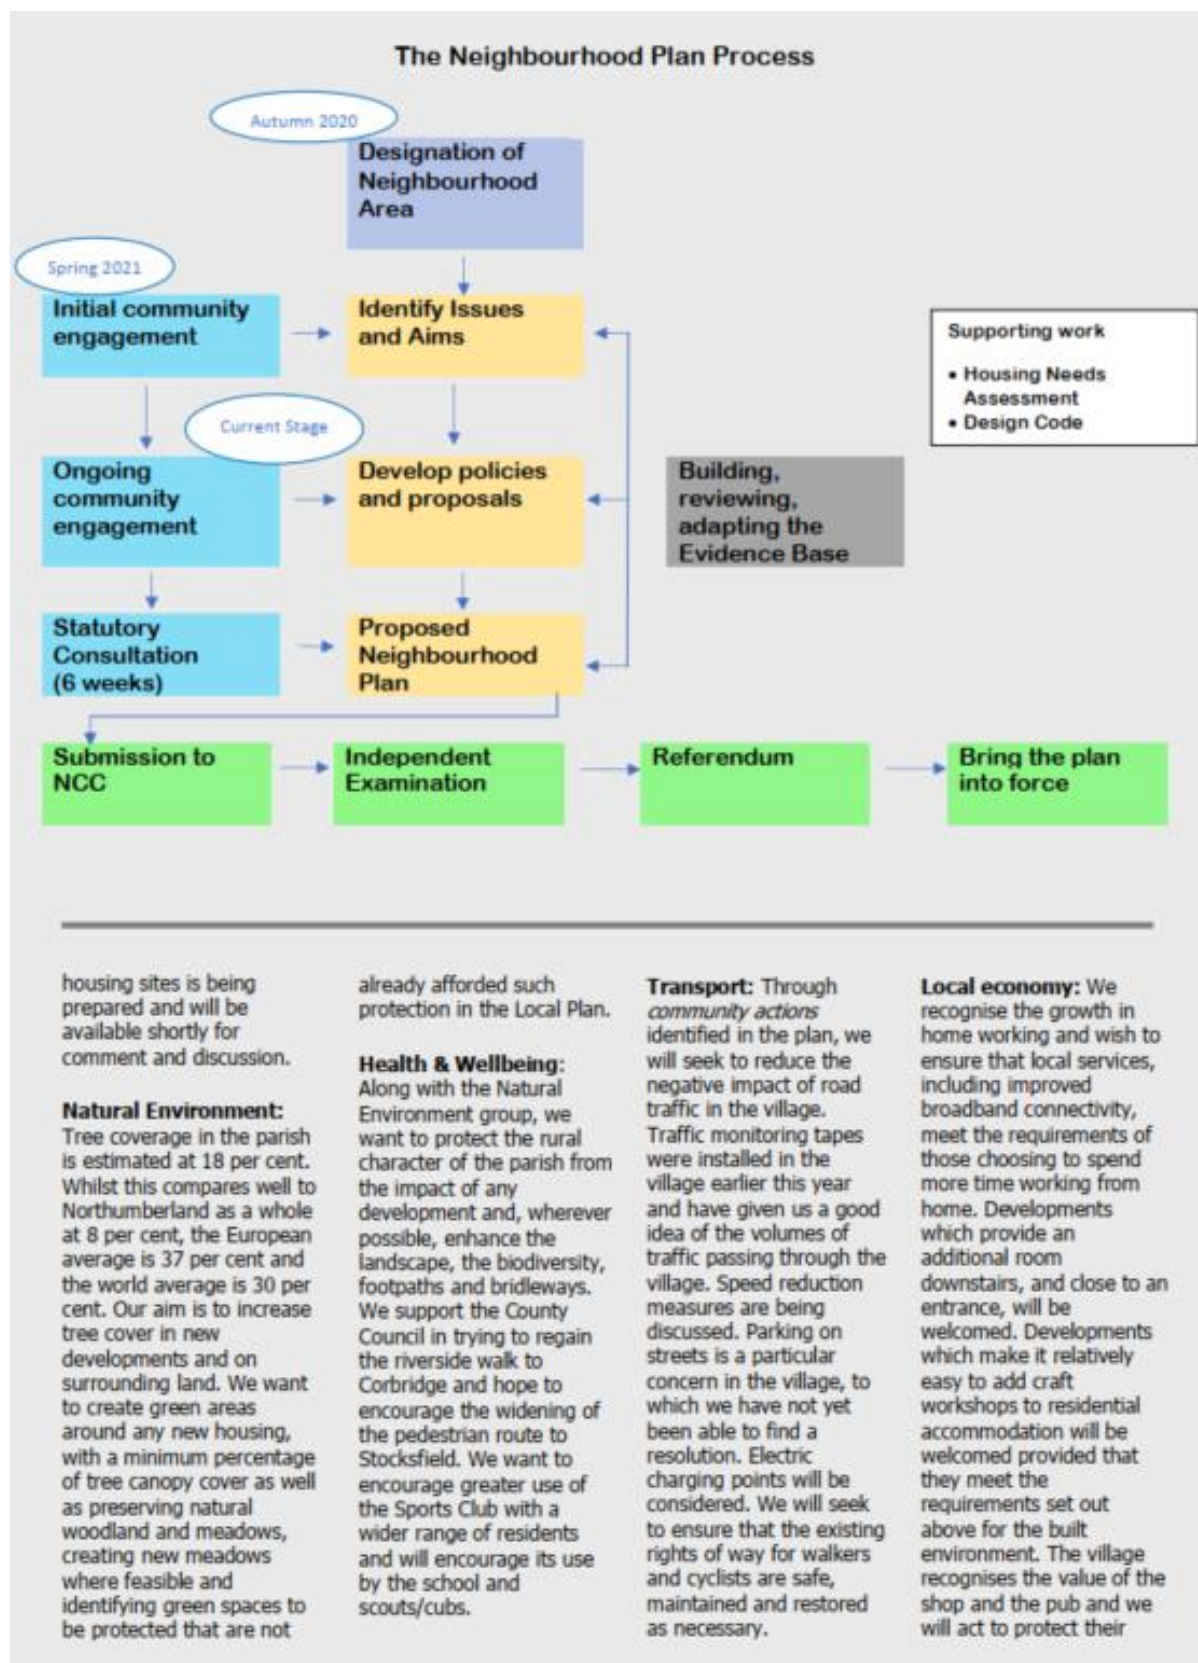 The Neighbourhood Plan Process
Autumn 2020
Designation of
Neighbourhood
Area
Spring 2021
Initial community
engagement
Identify Issues
and Aims
Supporting work
• Housing Needs
Assessment
• Design Code
Current Stage
Ongoing
community
engagement
Develop policies
and proposals
Building,
reviewing,
adapting the
Evidence Base
Statutory
Consultation
(6 weeks)
Proposed
Neighbourhood
Plan
Submission to
NCC
Independent
Examination
Referendum
Bring the plan
into force
housing sites is being
prepared and will be
available shortly for
comment and discussion.
Natural Environment:
Tree coverage in the parish
is estimated at 18 per cent.
Whilst this compares well to
Northumberland as a whole
at 8 per cent, the European
average is 37 per cent and
the world average is 30 per
cent. Our aim is to increase
tree cover in new
developments and on
surrounding land. We want
to create green areas
around any new housing,
with a minimum percentage
of tree canopy cover as well
as preserving natural
woodland and meadows,
creating new meadows
where feasible and
identifying green spaces to
be protected that are not
already afforded such
protection in the Local Plan.
Health & Wellbeing:
Along with the Natural
Environment group, we
want to protect the rural
character of the parish from
the impact of any
development and, wherever
possible, enhance the
landscape, the biodiversity,
footpaths and bridleways.
We support the County
Council in trying to regain
the riverside walk to
Corbridge and hope to
encourage the widening of
the pedestrian route to
Stocksfield. We want to
encourage greater use of
the Sports Club with a
wider range of residents
and will encourage its use
by the school and
scouts/cubs.
Transport: Through
community actions
identified in the plan, we
will seek to reduce the
negative impact of road
traffic in the village.
Traffic monitoring tapes
were installed in the
village earlier this year
and have given us a good
idea of the volumes of
traffic passing through the
village. Speed reduction
measures are being
discussed. Parking on
streets is a particular
concern in the village, to
which we have not yet
been able to find a
resolution. Electric
charging points will be
considered. We will seek
to ensure that the existing
rights of way for walkers
and cyclists are safe,
maintained and restored
as necessary.
Local economy: We
recognise the growth in
home working and wish to
ensure that local services,
including improved
broadband connectivity,
meet the requirements of
those choosing to spend
more time working from
home. Developments
which provide an
additional room
downstairs, and close to an
entrance, will be
welcomed. Developments
which make it relatively
easy to add craft
workshops to residential
accommodation will be
welcomed provided that
they meet the
requirements set out
above for the built
environment. The village
recognises the value of the
shop and the pub and we
will act to protect their